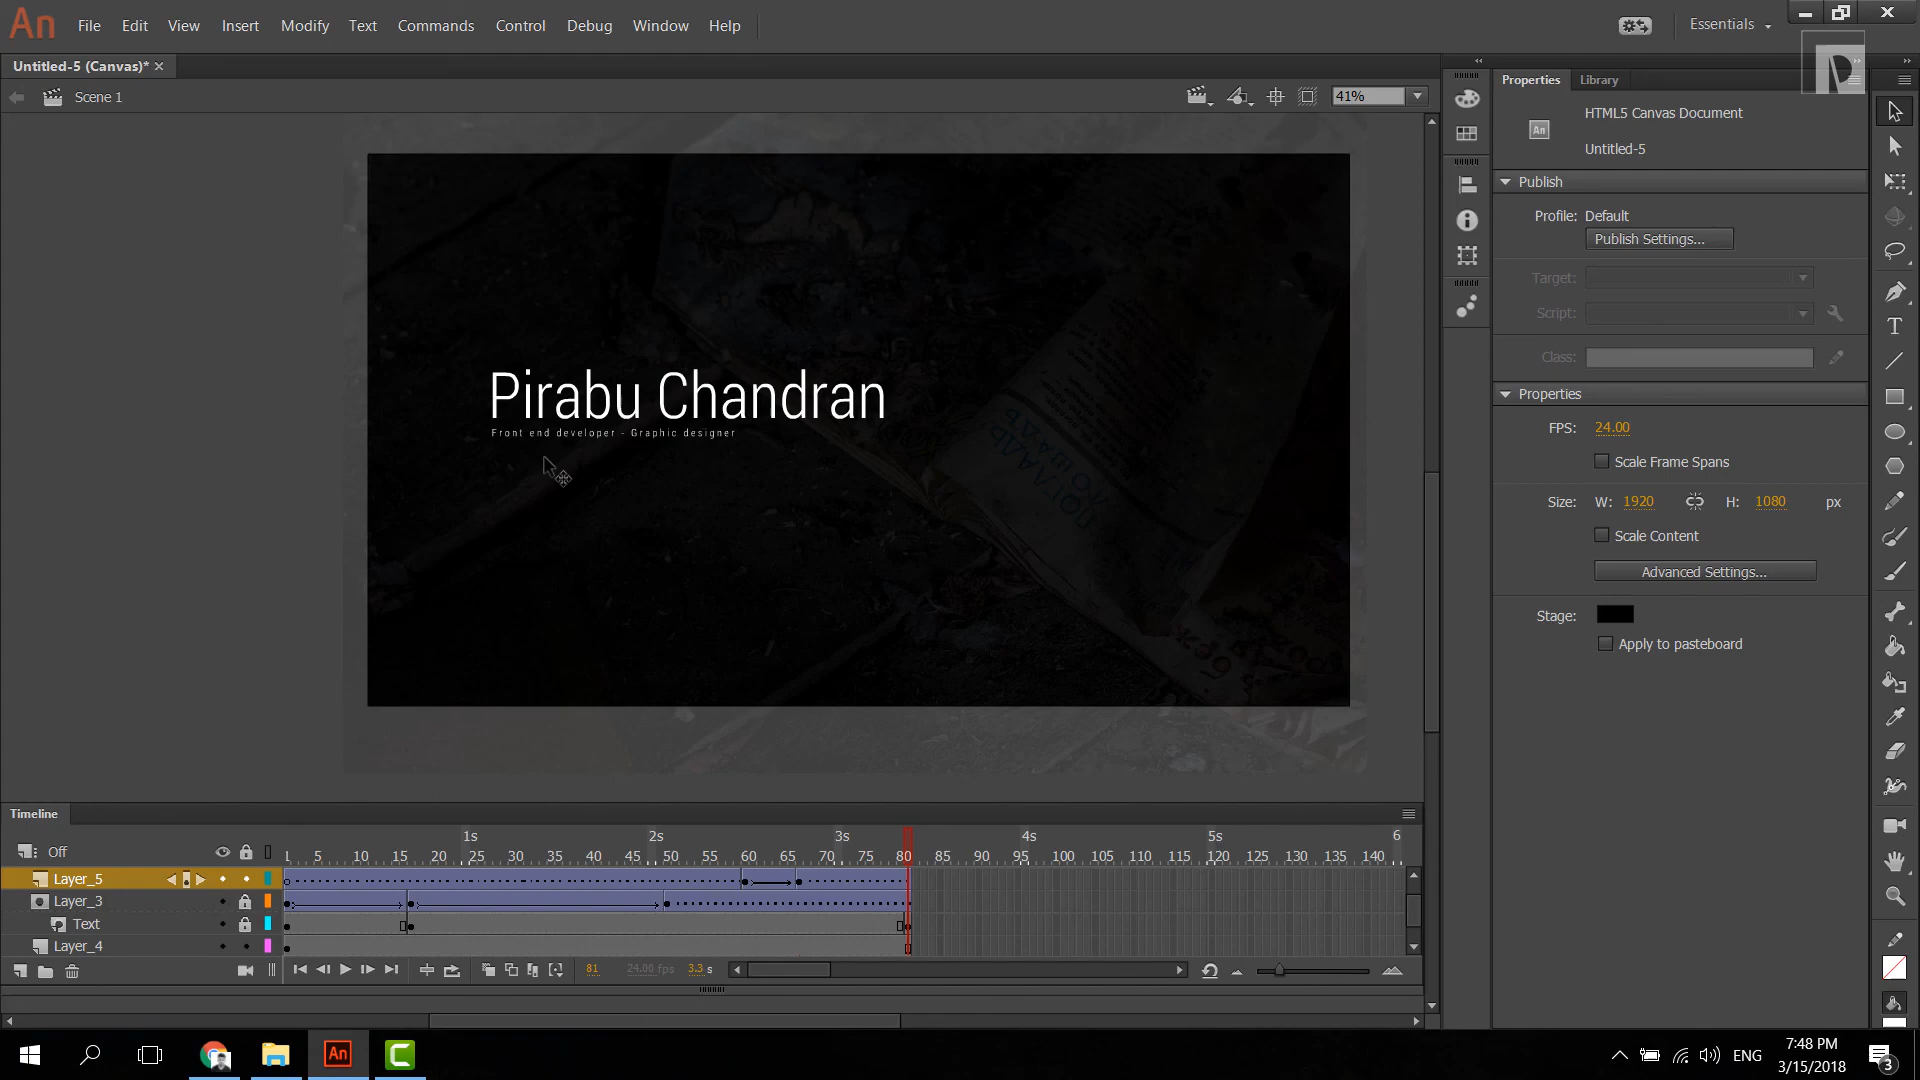 An File Edit View Insert Modify Text Commands Control Debug Window Help Essentials
Untitled-5 (Canvas)*
Scene 1
41%
Properties Library
HTML5 Canvas Document
An
Untitled-5
Publish
Profile: Default
Publish Settings...
Target:
Script:
Class:
Properties
FPS: 24.00
Scale Frame Spans
Size: W: 1920 H: 1080 px
Scale Content
Advanced Settings...
Stage:
Apply to pasteboard
Pirabu Chandran
Front end developer - Graphic designer
Timeline
1s 2s 3s 4s 5s 6
Off
1 5 10 15 20 25 30 35 40 45 50 55 60 65 70 75 80 85 90 95 100 105 110 115 120 125 130 135 140
Layer_5
Layer_3
Text
Layer_4
81 24.00 fps 3.3 s
An
ENG
7:48 PM
3/15/2018
3